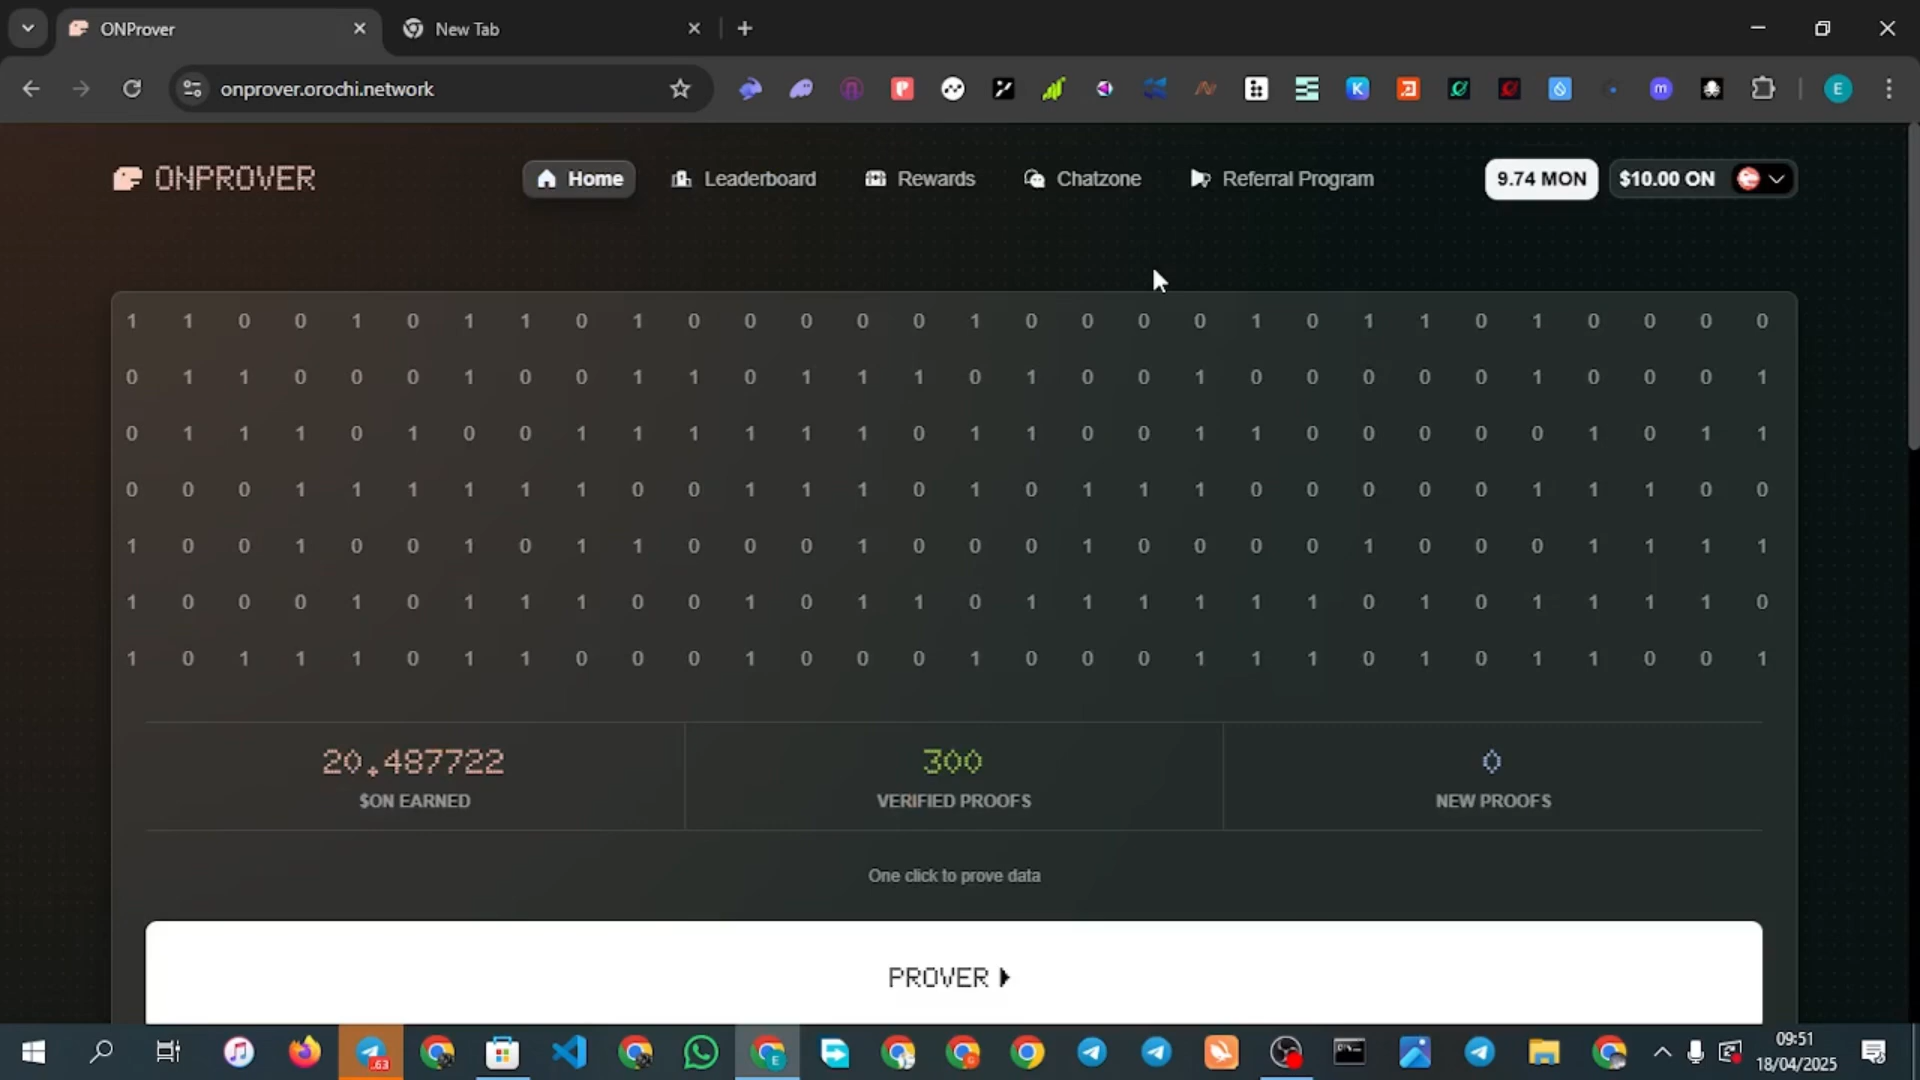 ONProver
New Tab
onprover.orochi.network
E
ONPROVER
Home
Leaderboard
Rewards
Chatzone
Referral Program
9.74 MON
$10.00 ON
1 1 0 0 1 0 1 1 0 1 0 0 0 0 0 1 0 0 0 0 1 0 1 1 0 1 0 0 0 0
0 1 1 0 0 0 1 0 0 1 1 0 1 1 1 0 1 0 0 1 0 0 0 0 0 1 0 0 0 1
0 1 1 1 0 1 0 0 1 1 1 1 1 1 0 1 1 0 0 1 1 0 0 0 0 0 1 0 1 1
0 0 0 1 1 1 1 1 1 0 0 1 1 1 0 1 0 1 1 1 0 0 0 0 0 1 1 1 0 0
1 0 0 1 0 0 1 0 1 1 0 0 0 1 0 0 0 1 0 0 0 0 1 0 0 0 1 1 1 1
1 0 0 0 1 0 1 1 1 0 0 1 0 1 1 0 1 1 1 1 1 1 0 1 0 1 1 1 1 0
1 0 1 1 1 0 1 1 0 0 0 1 0 0 0 1 0 0 0 1 1 1 0 1 0 1 1 0 0 1
20.487722
$ON EARNED
300
VERIFIED PROOFS
0
NEW PROOFS
One click to prove data
PROVER
63
E
09:51
18/04/2025